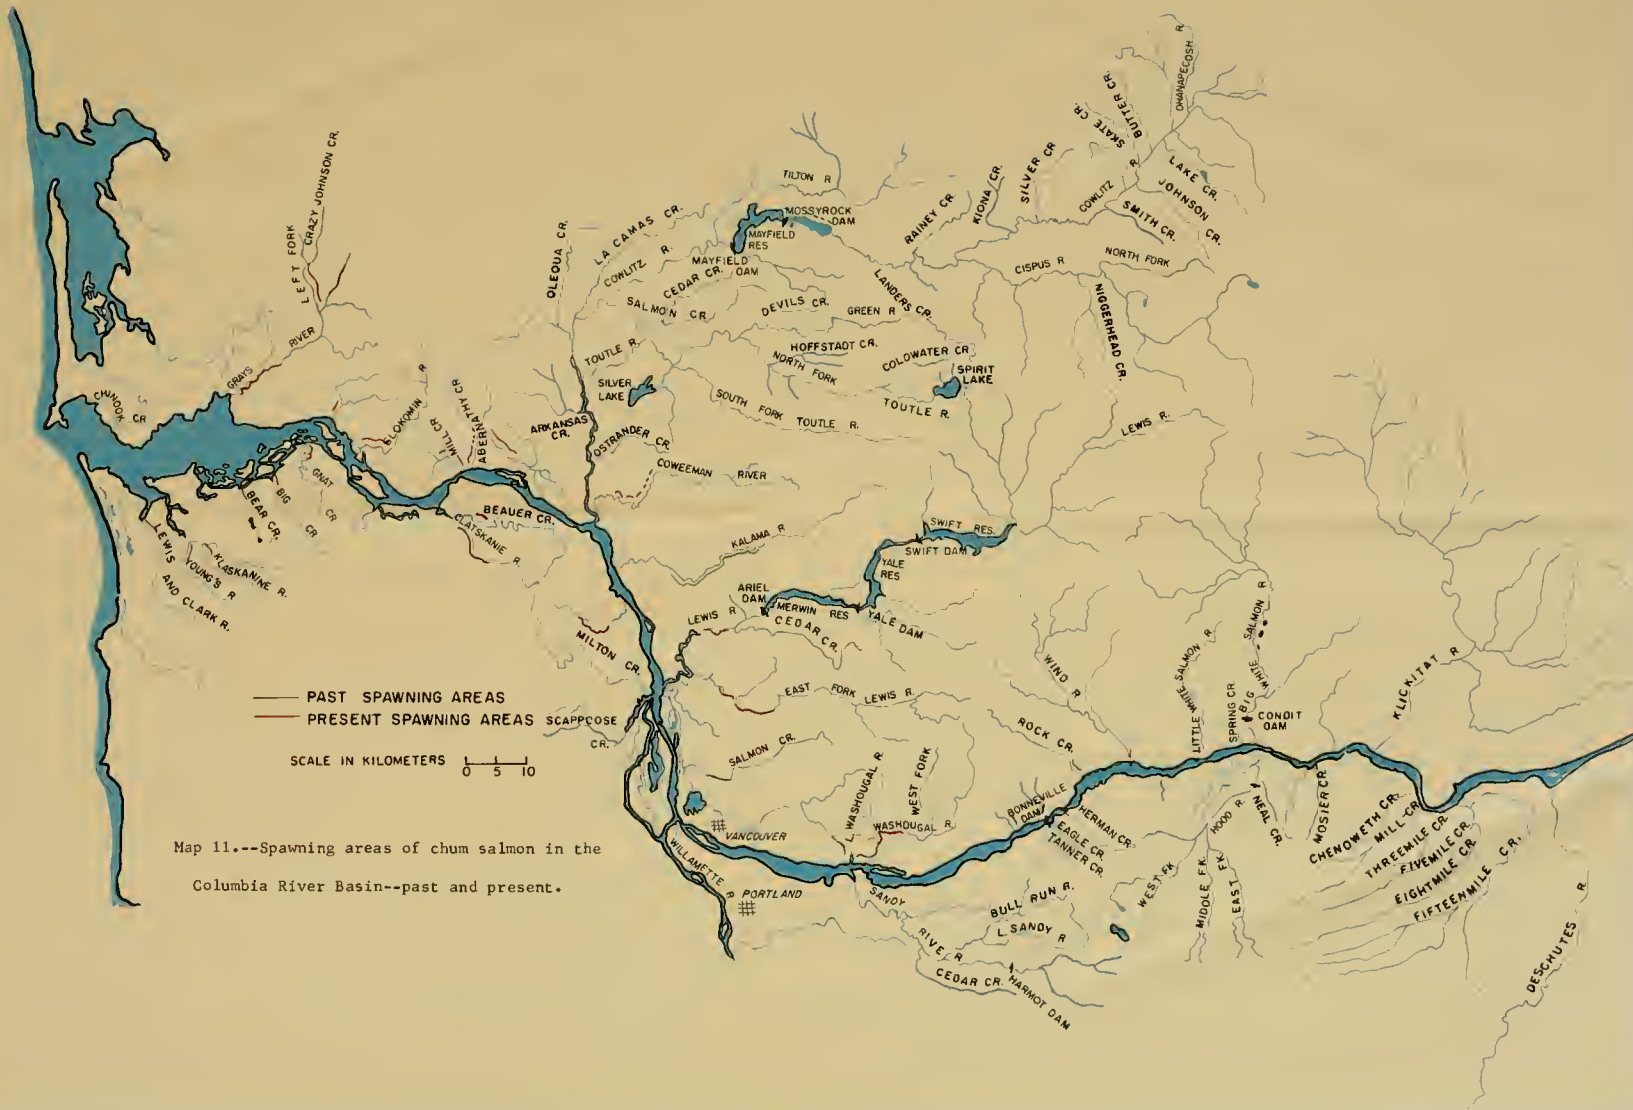 CHINOOK CR
GRAYS RIVER
LEFT FORK
CRAZY JOHNSON CR.
LEWIS AND CLARK R.
YOUNG'S R
KLASKANINE R.
BEAR CR.
BIG CR
GNAT CR
ELOKOMIN R
MILL CR
ABERNATHY CR
CLATSKANIE R
BEAUER CR.
ARKANSAS CR.
OLEQUA CR.
LA CAMAS CR.
COWLITZ R.
CEDAR CR.
SALMON CR.
MAYFIELD DAM
MAYFIELD RES
MOSSYROCK DAM
TILTON R
TOUTLE R.
SILVER LAKE
OSTRANDER CR.
COWEEMAN RIVER
DEVILS CR.
GREEN R
HOFFSTADT CR.
NORTH FORK
TOUTLE R.
SOUTH FORK TOUTLE R.
COLDWATER CR
SPIRIT LAKE
LANDERS CR.
RAINEY CR.
KIONA CR.
SILVER CR
SKATE CR.
BUTTER CR.
OHANAPECOSH R
COWLITZ R
LAKE CR.
JOHNSON CR.
SMITH CR.
CISPUS R
NORTH FORK
NIGGERHEAD CR.
LEWIS R.
KALAMA R
SWIFT RES
SWIFT DAM
YALE RES
YALE DAM
MERWIN RES
ARIEL DAM
LEWIS R
CEDAR CR.
MILTON CR.
SCAPPOOSE CR.
EAST FORK LEWIS R.
SALMON CR.
L. WASHOUGAL R
WEST FORK
WASHOUGAL R.
VANCOUVER
PORTLAND
WILLAMETTE R
SANDY RIVER R
BULL RUN R.
L. SANDY R
CEDAR CR.
HARMOT DAM
BONNEVILLE DAM
EAGLE CR.
TANNER CR.
HERMAN CR.
ROCK CR.
WIND R
LITTLE WHITE SALMON R
SPRING CR.
BIG WHITE SALMON R
CONDIT DAM
HOOD R.
WEST FK
MIDDLE FK
EAST FK
NEAL CR.
MOSIER CR.
KLICKITAT R
CHENOWETH CR.
MILL CR
THREEMILE CR.
FIVEMILE CR.
EIGHTMILE CR.
FIFTEENMILE CR.
DESCHUTES R
PAST SPAWNING AREAS
PRESENT SPAWNING AREAS
SCALE IN KILOMETERS
0 5 10
Map 11.--Spawning areas of chum salmon in the
Columbia River Basin--past and present.